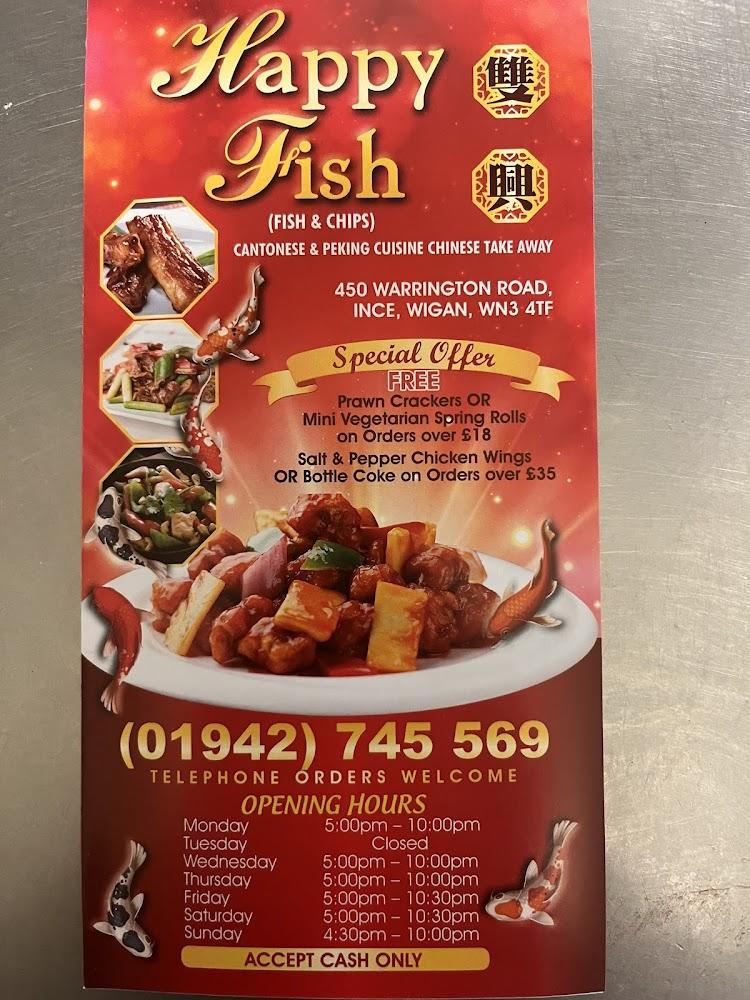 Happy
Fish
雙
興
(FISH & CHIPS)
CANTONESE & PEKING CUISINE CHINESE TAKE AWAY
450 WARRINGTON ROAD,
INCE, WIGAN, WN3 4TF
Special Offer
FREE
Prawn Crackers OR
Mini Vegetarian Spring Rolls
on Orders over £18
Salt & Pepper Chicken Wings
OR Bottle Coke on Orders over £35
(01942) 745 569
TELEPHONE ORDERS WELCOME
OPENING HOURS
Monday 5:00pm – 10:00pm
Tuesday Closed
Wednesday 5:00pm – 10:00pm
Thursday 5:00pm – 10:00pm
Friday 5:00pm – 10:30pm
Saturday 5:00pm – 10:30pm
Sunday 4:30pm – 10:00pm
ACCEPT CASH ONLY